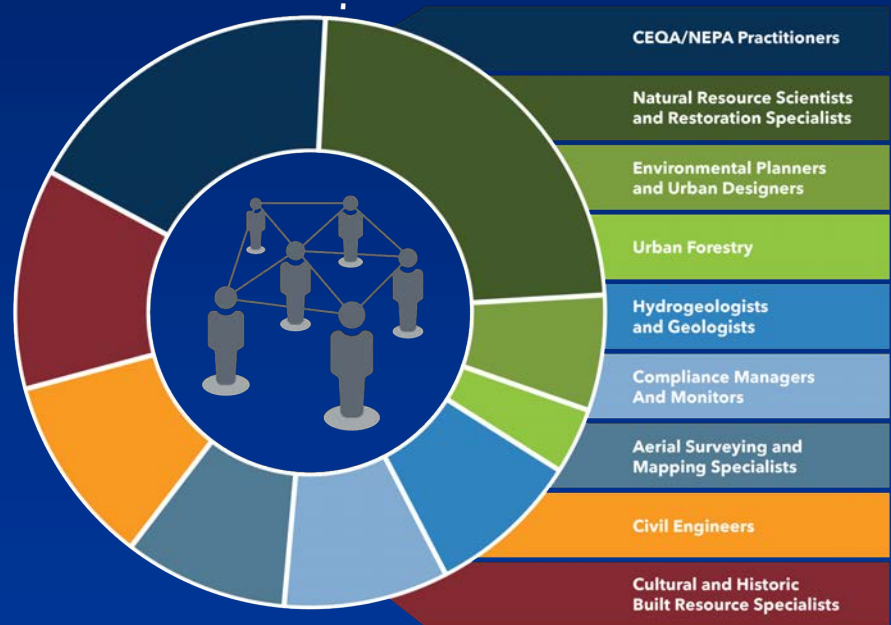 CEQA/NEPA Practitioners
Natural Resource Scientists
and Restoration Specialists
Environmental Planners
and Urban Designers
Urban Forestry
Hydrogeologists
and Geologists
Compliance Managers
And Monitors
Aerial Surveying and
Mapping Specialists
Civil Engineers
Cultural and Historic
Built Resource Specialists